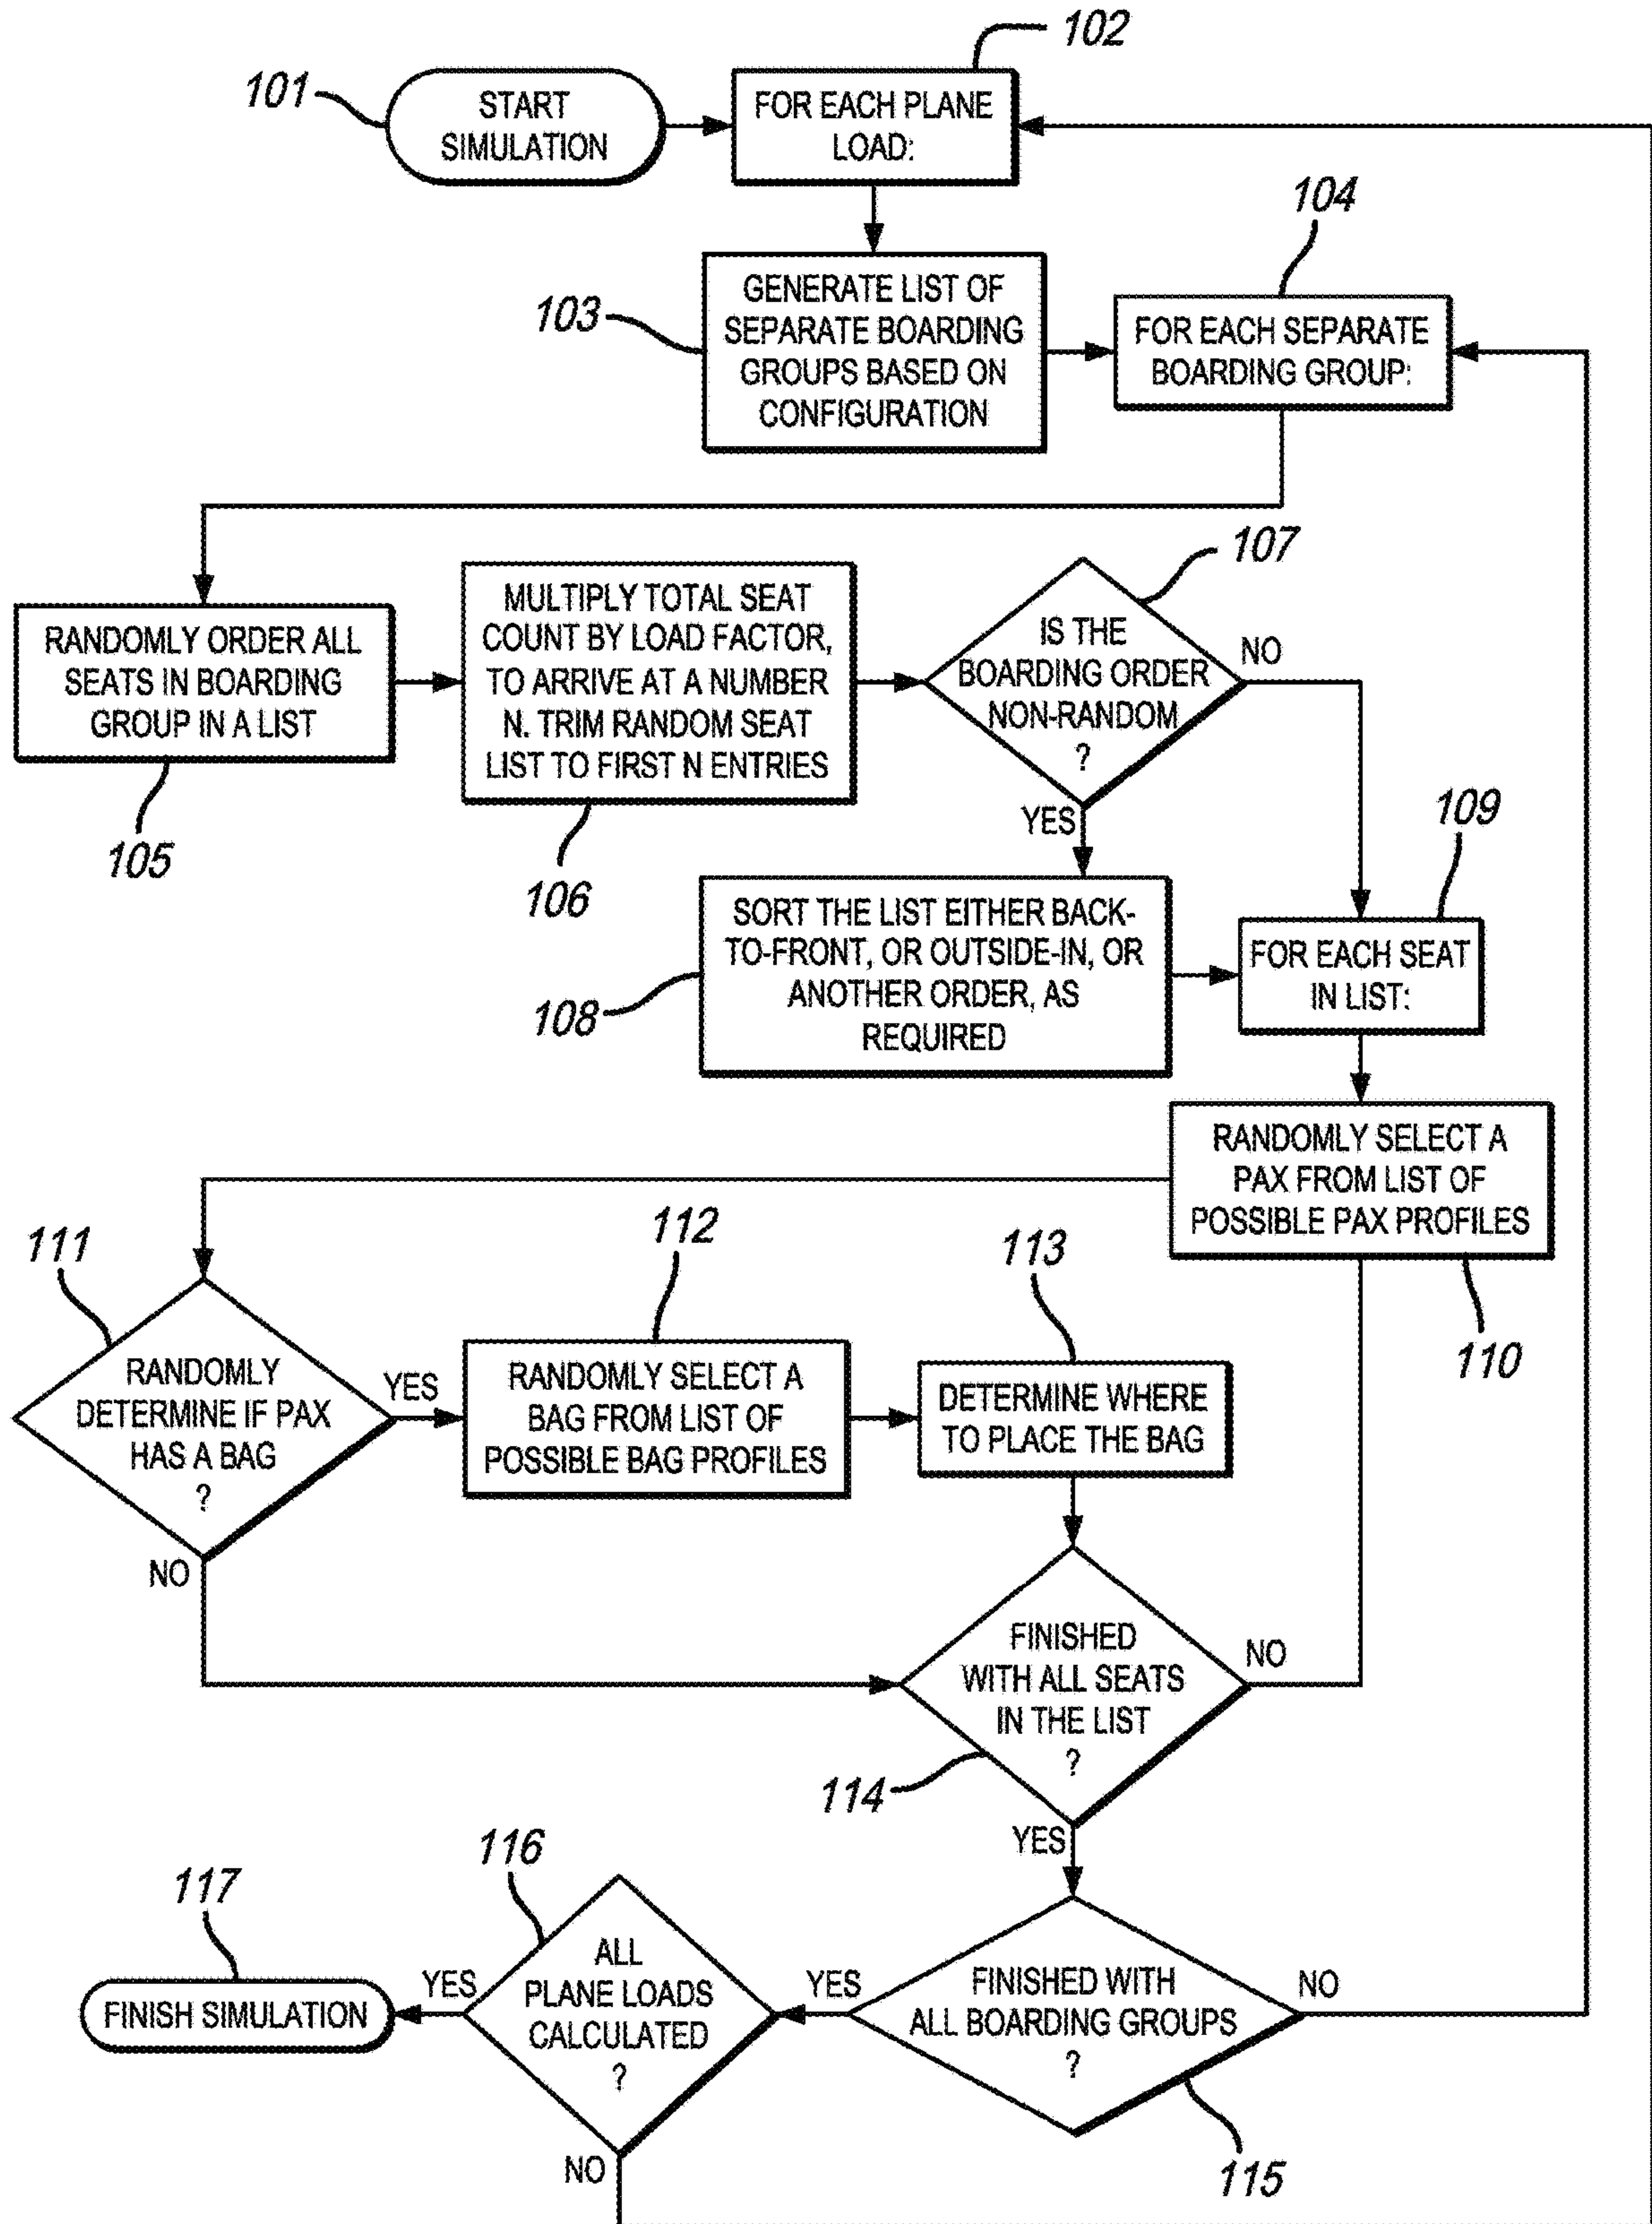 102
101
START
SIMULATION
FOR EACH PLANE
LOAD:
104
103
GENERATE LIST OF
SEPARATE BOARDING
GROUPS BASED ON
CONFIGURATION
FOR EACH SEPARATE
BOARDING GROUP:
107
RANDOMLY ORDER ALL
SEATS IN BOARDING
GROUP IN A LIST
105
MULTIPLY TOTAL SEAT
COUNT BY LOAD FACTOR,
TO ARRIVE AT A NUMBER
N. TRIM RANDOM SEAT
LIST TO FIRST N ENTRIES
106
IS THE
BOARDING ORDER
NON-RANDOM
?
NO
YES
109
108
SORT THE LIST EITHER BACK-
TO-FRONT, OR OUTSIDE-IN, OR
ANOTHER ORDER, AS
REQUIRED
FOR EACH SEAT
IN LIST:
RANDOMLY SELECT A
PAX FROM LIST OF
POSSIBLE PAX PROFILES
110
111
RANDOMLY
DETERMINE IF PAX
HAS A BAG
?
YES
NO
112
RANDOMLY SELECT A
BAG FROM LIST OF
POSSIBLE BAG PROFILES
113
DETERMINE WHERE
TO PLACE THE BAG
FINISHED
WITH ALL SEATS
IN THE LIST
?
NO
114
YES
FINISHED WITH
ALL BOARDING GROUPS
?
NO
YES
115
116
ALL
PLANE LOADS
CALCULATED
?
YES
NO
117
FINISH SIMULATION